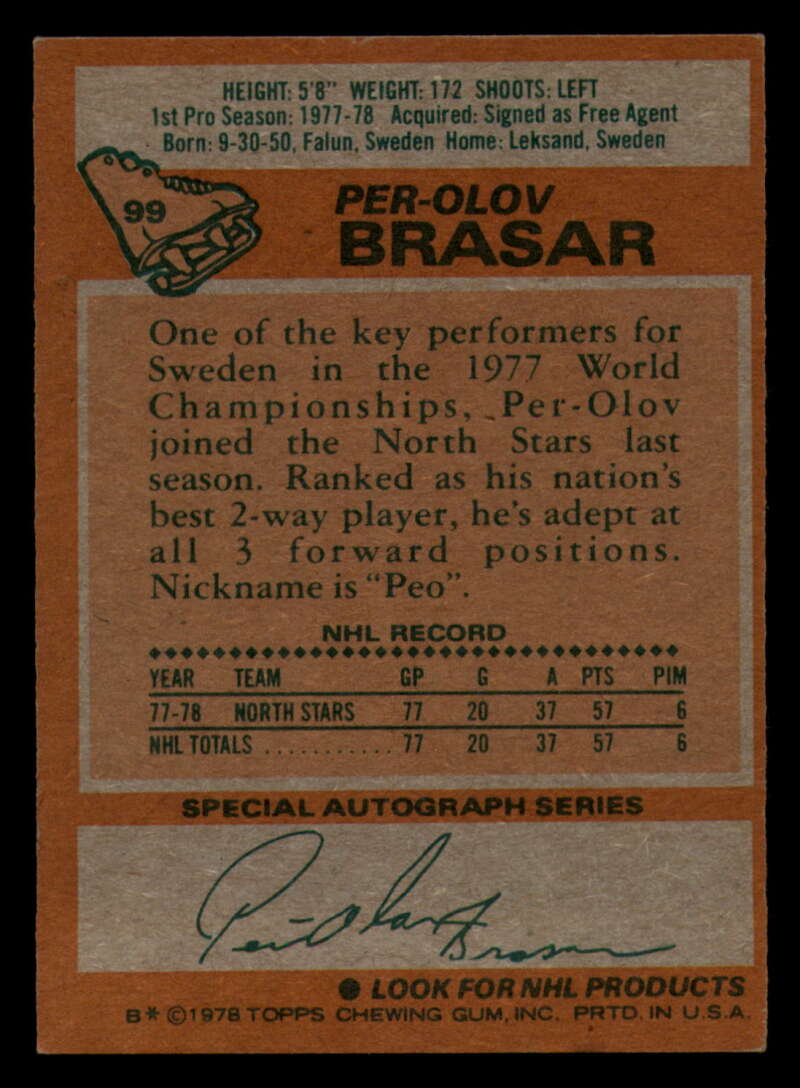 HEIGHT: 5'8" WEIGHT: 172 SHOOTS: LEFT
1st Pro Season: 1977-78 Acquired: Signed as Free Agent
Born: 9-30-50, Falun, Sweden Home: Leksand, Sweden
99
PER-OLOV
BRASAR
One of the key performers for
Sweden in the 1977 World
Championships, Per-Olov
joined the North Stars last
season. Ranked as his nation's
best 2-way player, he's adept at
all 3 forward positions.
Nickname is "Peo".
NHL RECORD
YEAR TEAM GP G A PTS PIM
77-78 NORTH STARS 77 20 37 57 6
NHL TOTALS ............ 77 20 37 57 6
SPECIAL AUTOGRAPH SERIES
Per-Olov Brasar
● LOOK FOR NHL PRODUCTS
B* ©1978 TOPPS CHEWING GUM, INC. PRTD. IN U.S.A.